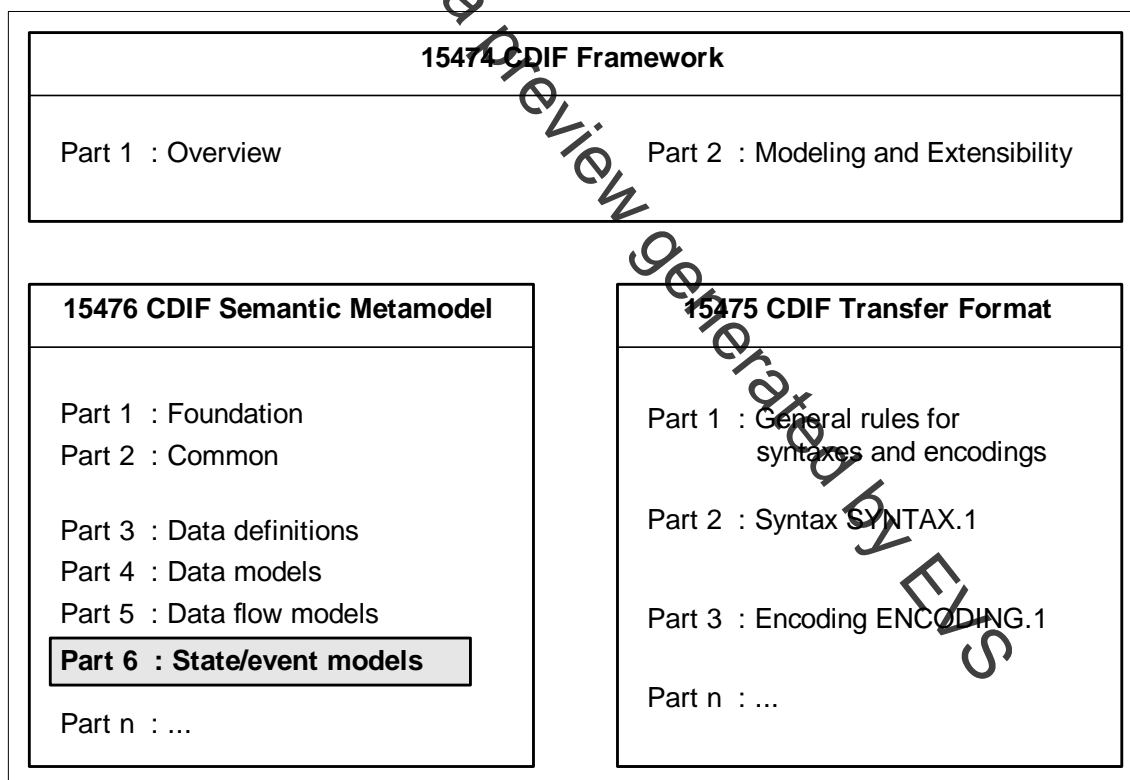 15474 CDIF Framework
Part 1 : Overview
Part 2 : Modeling and Extensibility
15476 CDIF Semantic Metamodel
Part 1 : Foundation
Part 2 : Common
Part 3 : Data definitions
Part 4 : Data models
Part 5 : Data flow models
Part 6 : State/event models
Part n : ...
15475 CDIF Transfer Format
Part 1 : General rules for
syntaxes and encodings
Part 2 : Syntax SYNTAX.1
Part 3 : Encoding ENCODING.1
Part n : ...
a preview generated by EVS